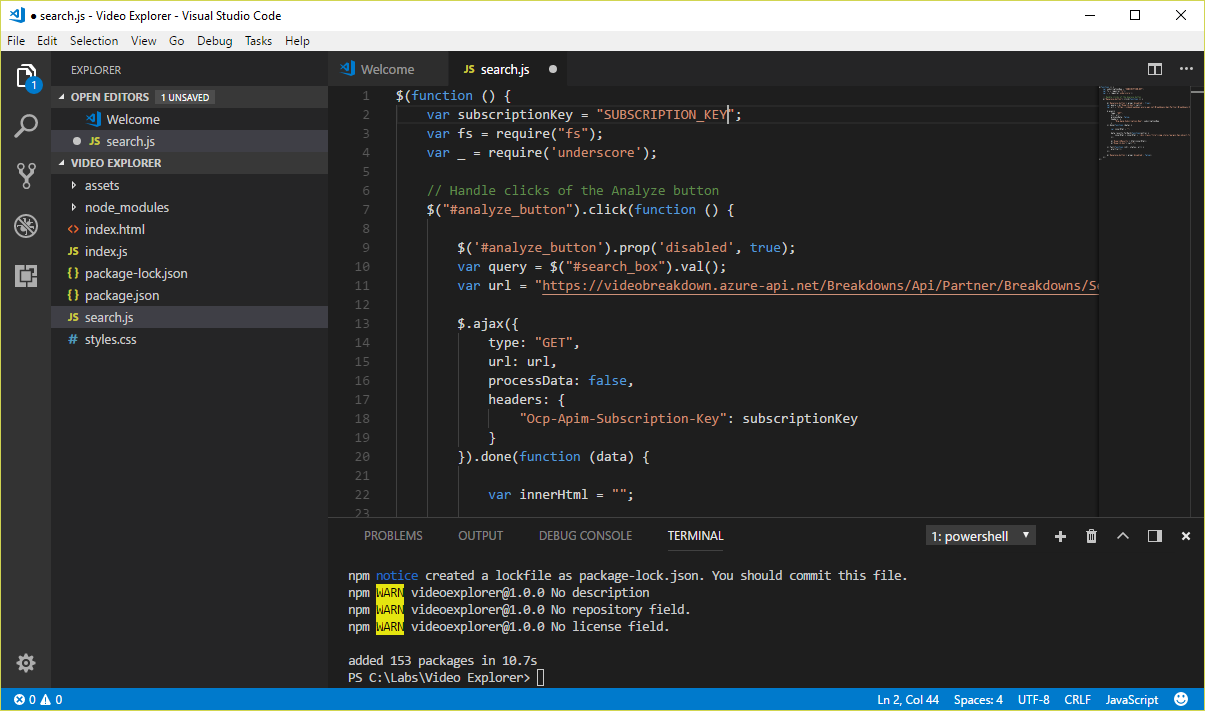 ● search.js - Video Explorer - Visual Studio Code
File Edit Selection View Go Debug Tasks Help
1
EXPLORER
OPEN EDITORS 1 UNSAVED
Welcome
● JS search.js
VIDEO EXPLORER
assets
node_modules
<> index.html
JS index.js
{} package-lock.json
{} package.json
JS search.js
# styles.css
Welcome JS search.js ●
1 $(function () {
2 var subscriptionKey = "SUBSCRIPTION_KEY";
3 var fs = require("fs");
4 var _ = require('underscore');
5
6 // Handle clicks of the Analyze button
7 $("#analyze_button").click(function () {
8
9 $('#analyze_button').prop('disabled', true);
10 var query = $("#search_box").val();
11 var url = "https://videobreakdown.azure-api.net/Breakdowns/Api/Partner/Breakdowns/S
12
13 $.ajax({
14 type: "GET",
15 url: url,
16 processData: false,
17 headers: {
18 "Ocp-Apim-Subscription-Key": subscriptionKey
19 }
20 }).done(function (data) {
21
22 var innerHtml = "";
23
PROBLEMS OUTPUT DEBUG CONSOLE TERMINAL 1: powershell
npm notice created a lockfile as package-lock.json. You should commit this file.
npm WARN videoexplorer@1.0.0 No description
npm WARN videoexplorer@1.0.0 No repository field.
npm WARN videoexplorer@1.0.0 No license field.
added 153 packages in 10.7s
PS C:\Labs\Video Explorer>
0 0 Ln 2, Col 44 Spaces: 4 UTF-8 CRLF JavaScript